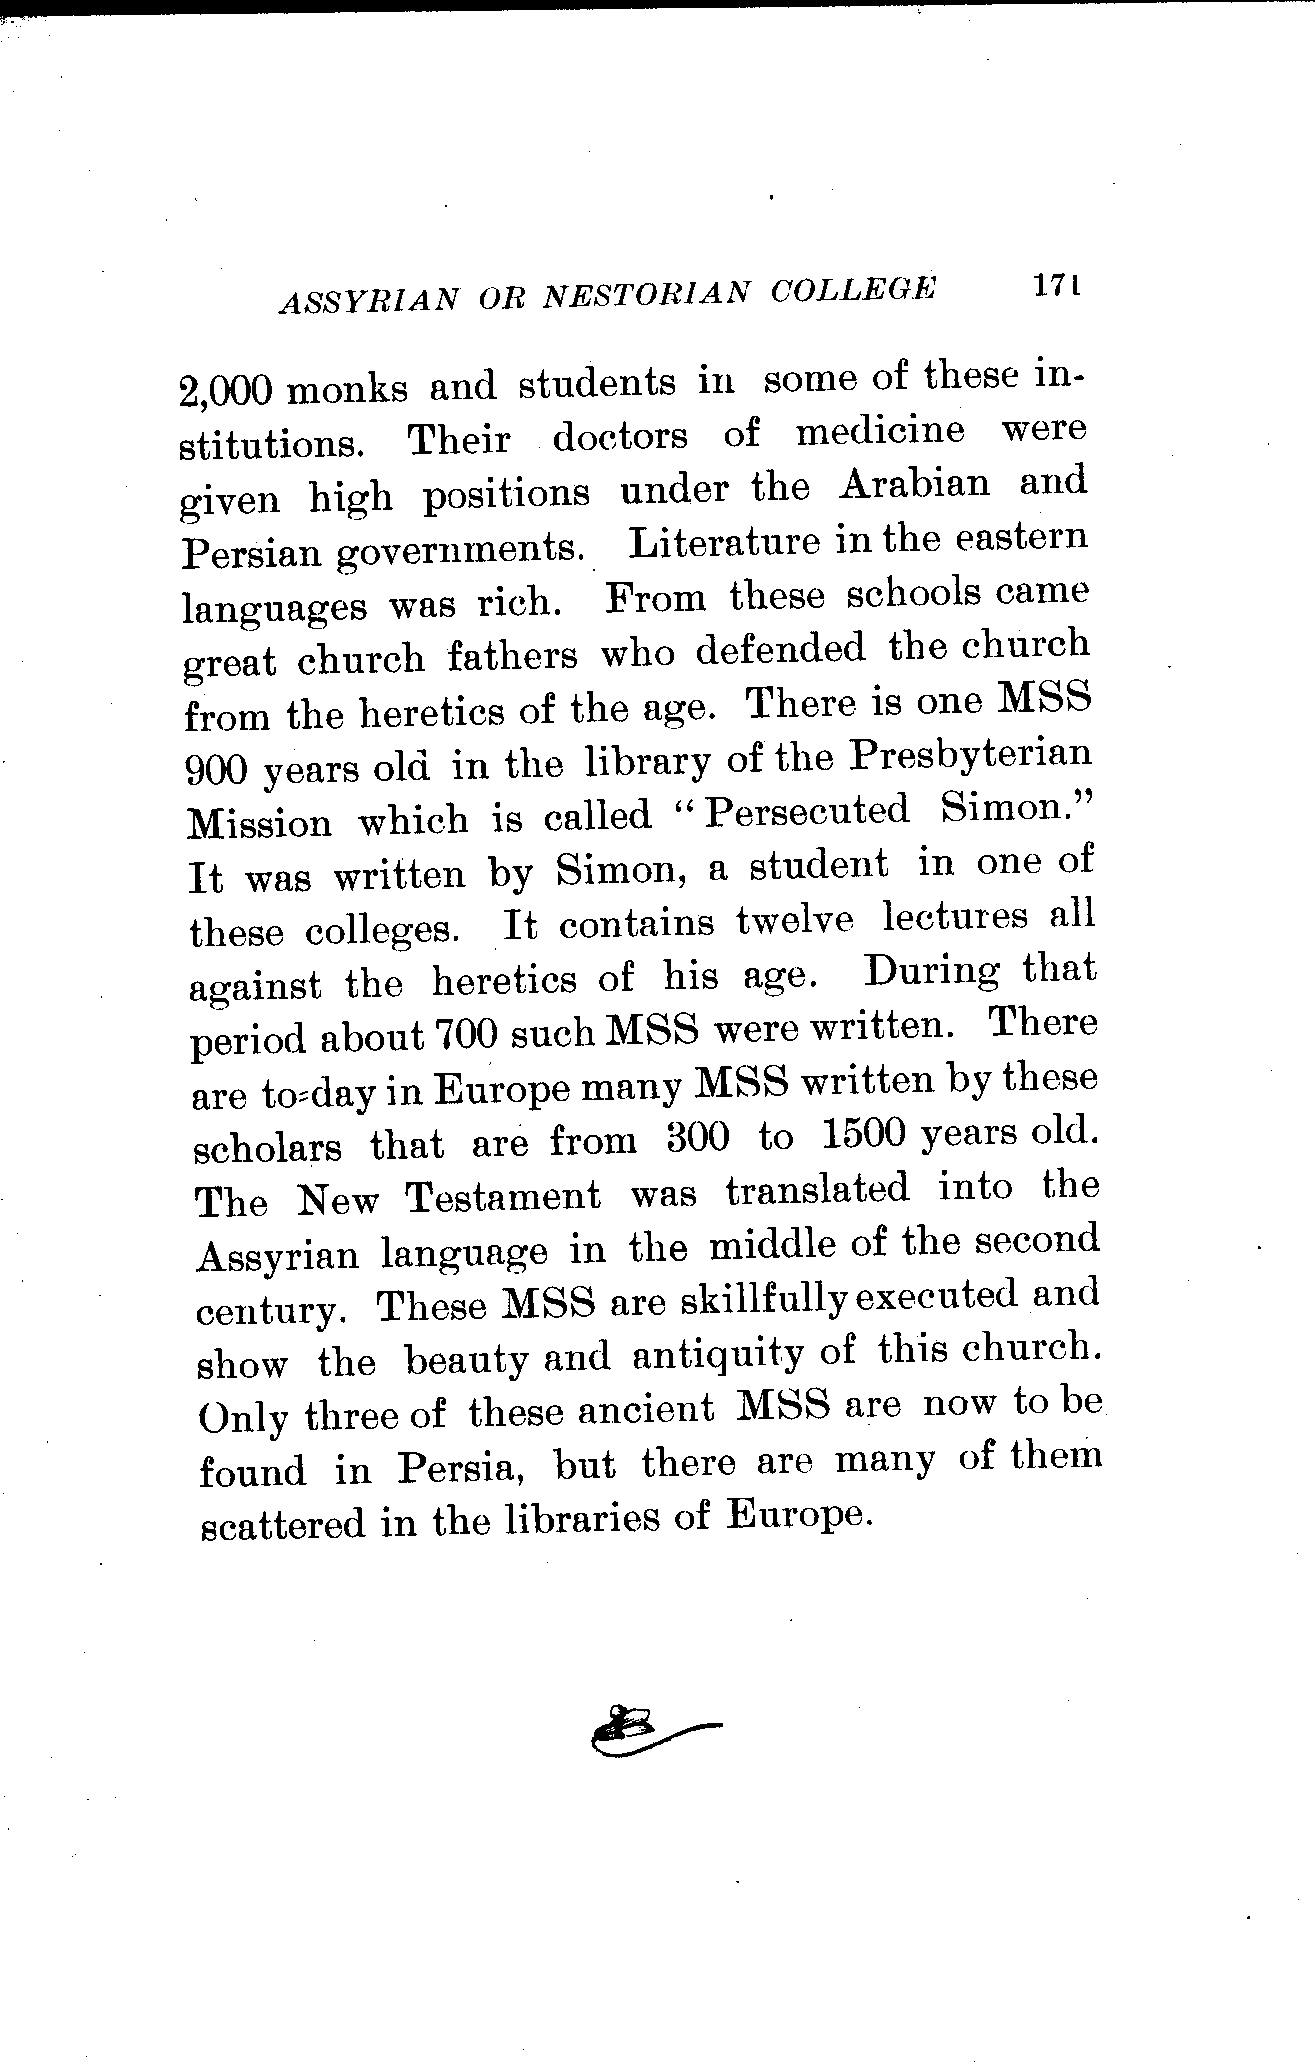 ASSYRIAN OR NESTORIAN COLLEGE 171
2,000 monks and students in some of these in-
stitutions. Their doctors of medicine were
given high positions under the Arabian and
Persian governments. Literature in the eastern
languages was rich. From these schools came
great church fathers who defended the church
from the heretics of the age. There is one MSS
900 years old in the library of the Presbyterian
Mission which is called “Persecuted Simon.”
It was written by Simon, a student in one of
these colleges. It contains twelve lectures all
against the heretics of his age. During that
period about 700 such MSS were written. There
are to-day in Europe many MSS written by these
scholars that are from 300 to 1500 years old.
The New Testament was translated into the
Assyrian language in the middle of the second
century. These MSS are skillfully executed and
show the beauty and antiquity of this church.
Only three of these ancient MSS are now to be
found in Persia, but there are many of them
scattered in the libraries of Europe.